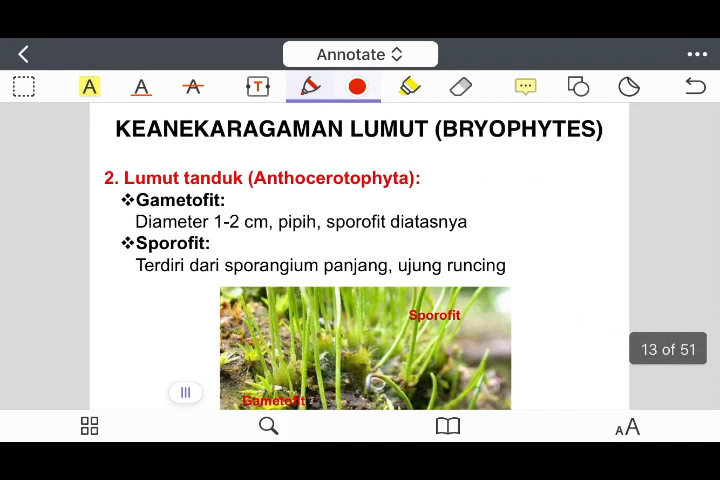 Annotate
A A A T
KEANEKARAGAMAN LUMUT (BRYOPHYTES)
2. Lumut tanduk (Anthocerotophyta):
❖Gametofit:
Diameter 1-2 cm, pipih, sporofit diatasnya
❖Sporofit:
Terdiri dari sporangium panjang, ujung runcing
Sporofit
13 of 51
Gametofit
AA